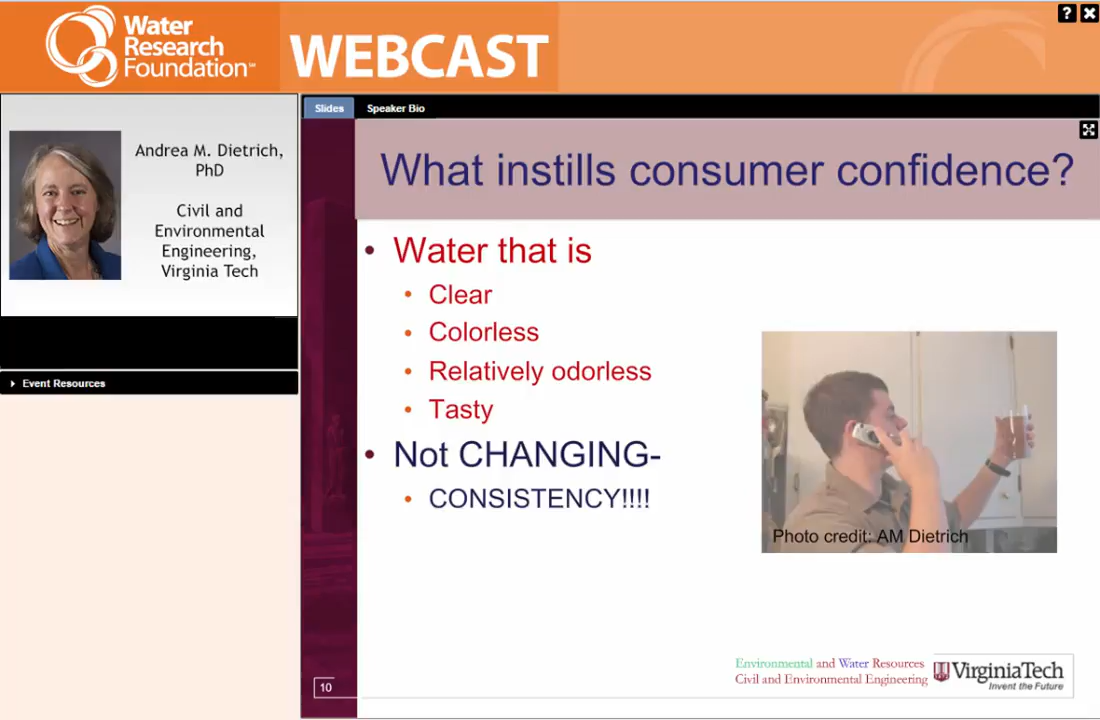 Water
Research
Foundation™
WEBCAST
? ×
Andrea M. Dietrich,
PhD
Civil and
Environmental
Engineering,
Virginia Tech
Event Resources
Slides Speaker Bio
What instills consumer confidence?
• Water that is
• Clear
• Colorless
• Relatively odorless
• Tasty
• Not CHANGING-
• CONSISTENCY!!!!
Photo credit: AM Dietrich
10
Environmental and Water Resources
Civil and Environmental Engineering
VirginiaTech
Invent the Future